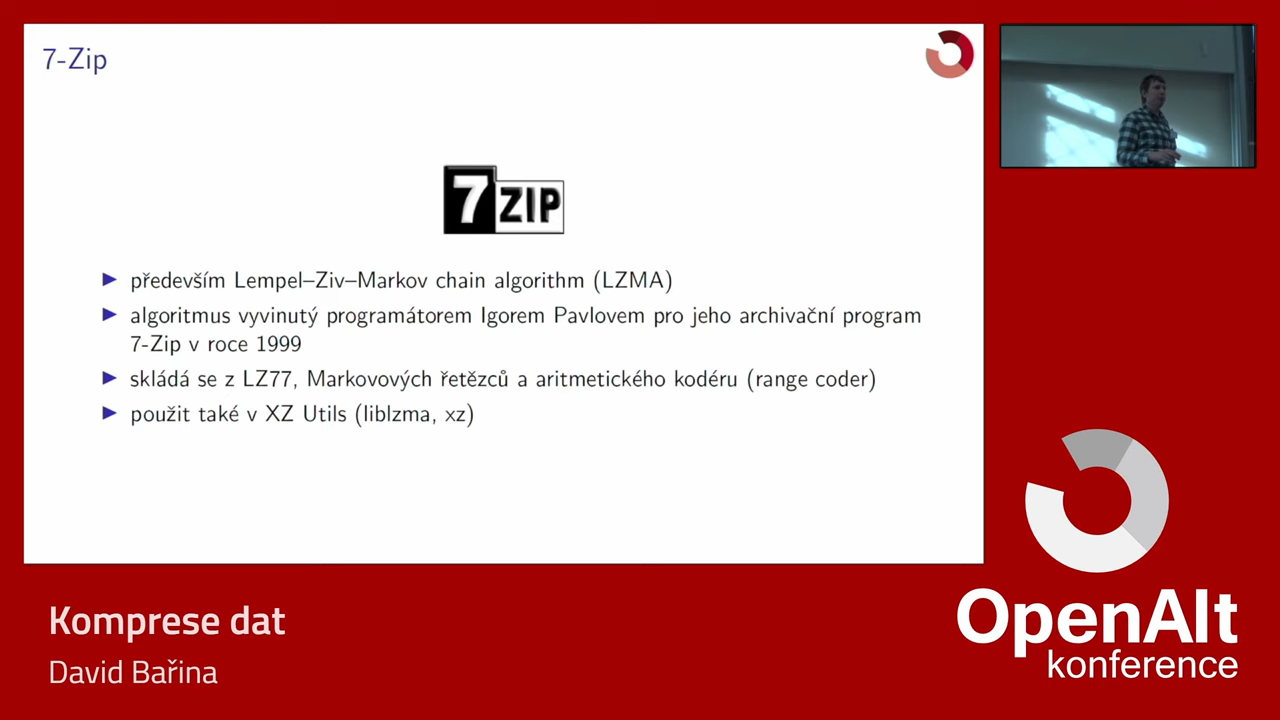 7-Zip
7 ZIP
▶ především Lempel–Ziv–Markov chain algorithm (LZMA)
▶ algoritmus vyvinutý programátorem Igorem Pavlovem pro jeho archivační program
7-Zip v roce 1999
▶ skládá se z LZ77, Markovových řetězců a aritmetického kodéru (range coder)
▶ použit také v XZ Utils (liblzma, xz)
Komprese dat
David Bařina
OpenAlt
konference